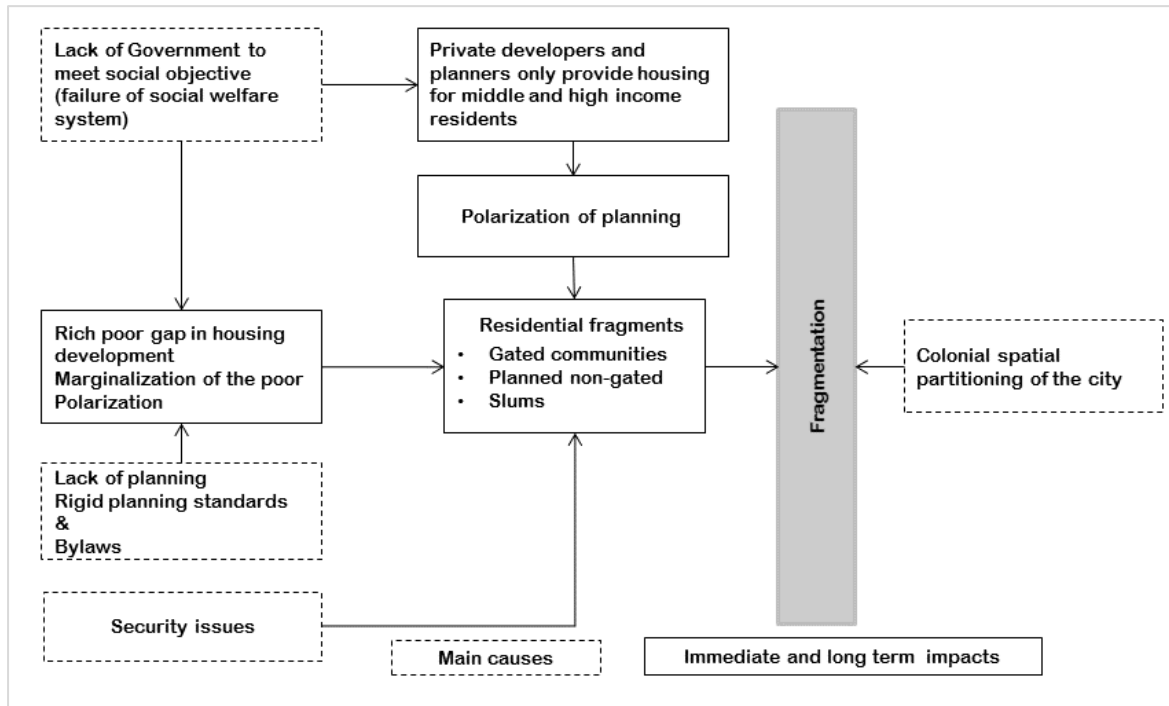 Lack of Government to
meet social objective
(failure of social welfare
system)
Private developers and
planners only provide housing
for middle and high income
residents
Polarization of planning
Rich poor gap in housing
development
Marginalization of the poor
Polarization
Residential fragments
• Gated communities
• Planned non-gated
• Slums
Fragmentation
Colonial spatial
partitioning of the city
Lack of planning
Rigid planning standards
&
Bylaws
Security issues
Main causes
Immediate and long term impacts